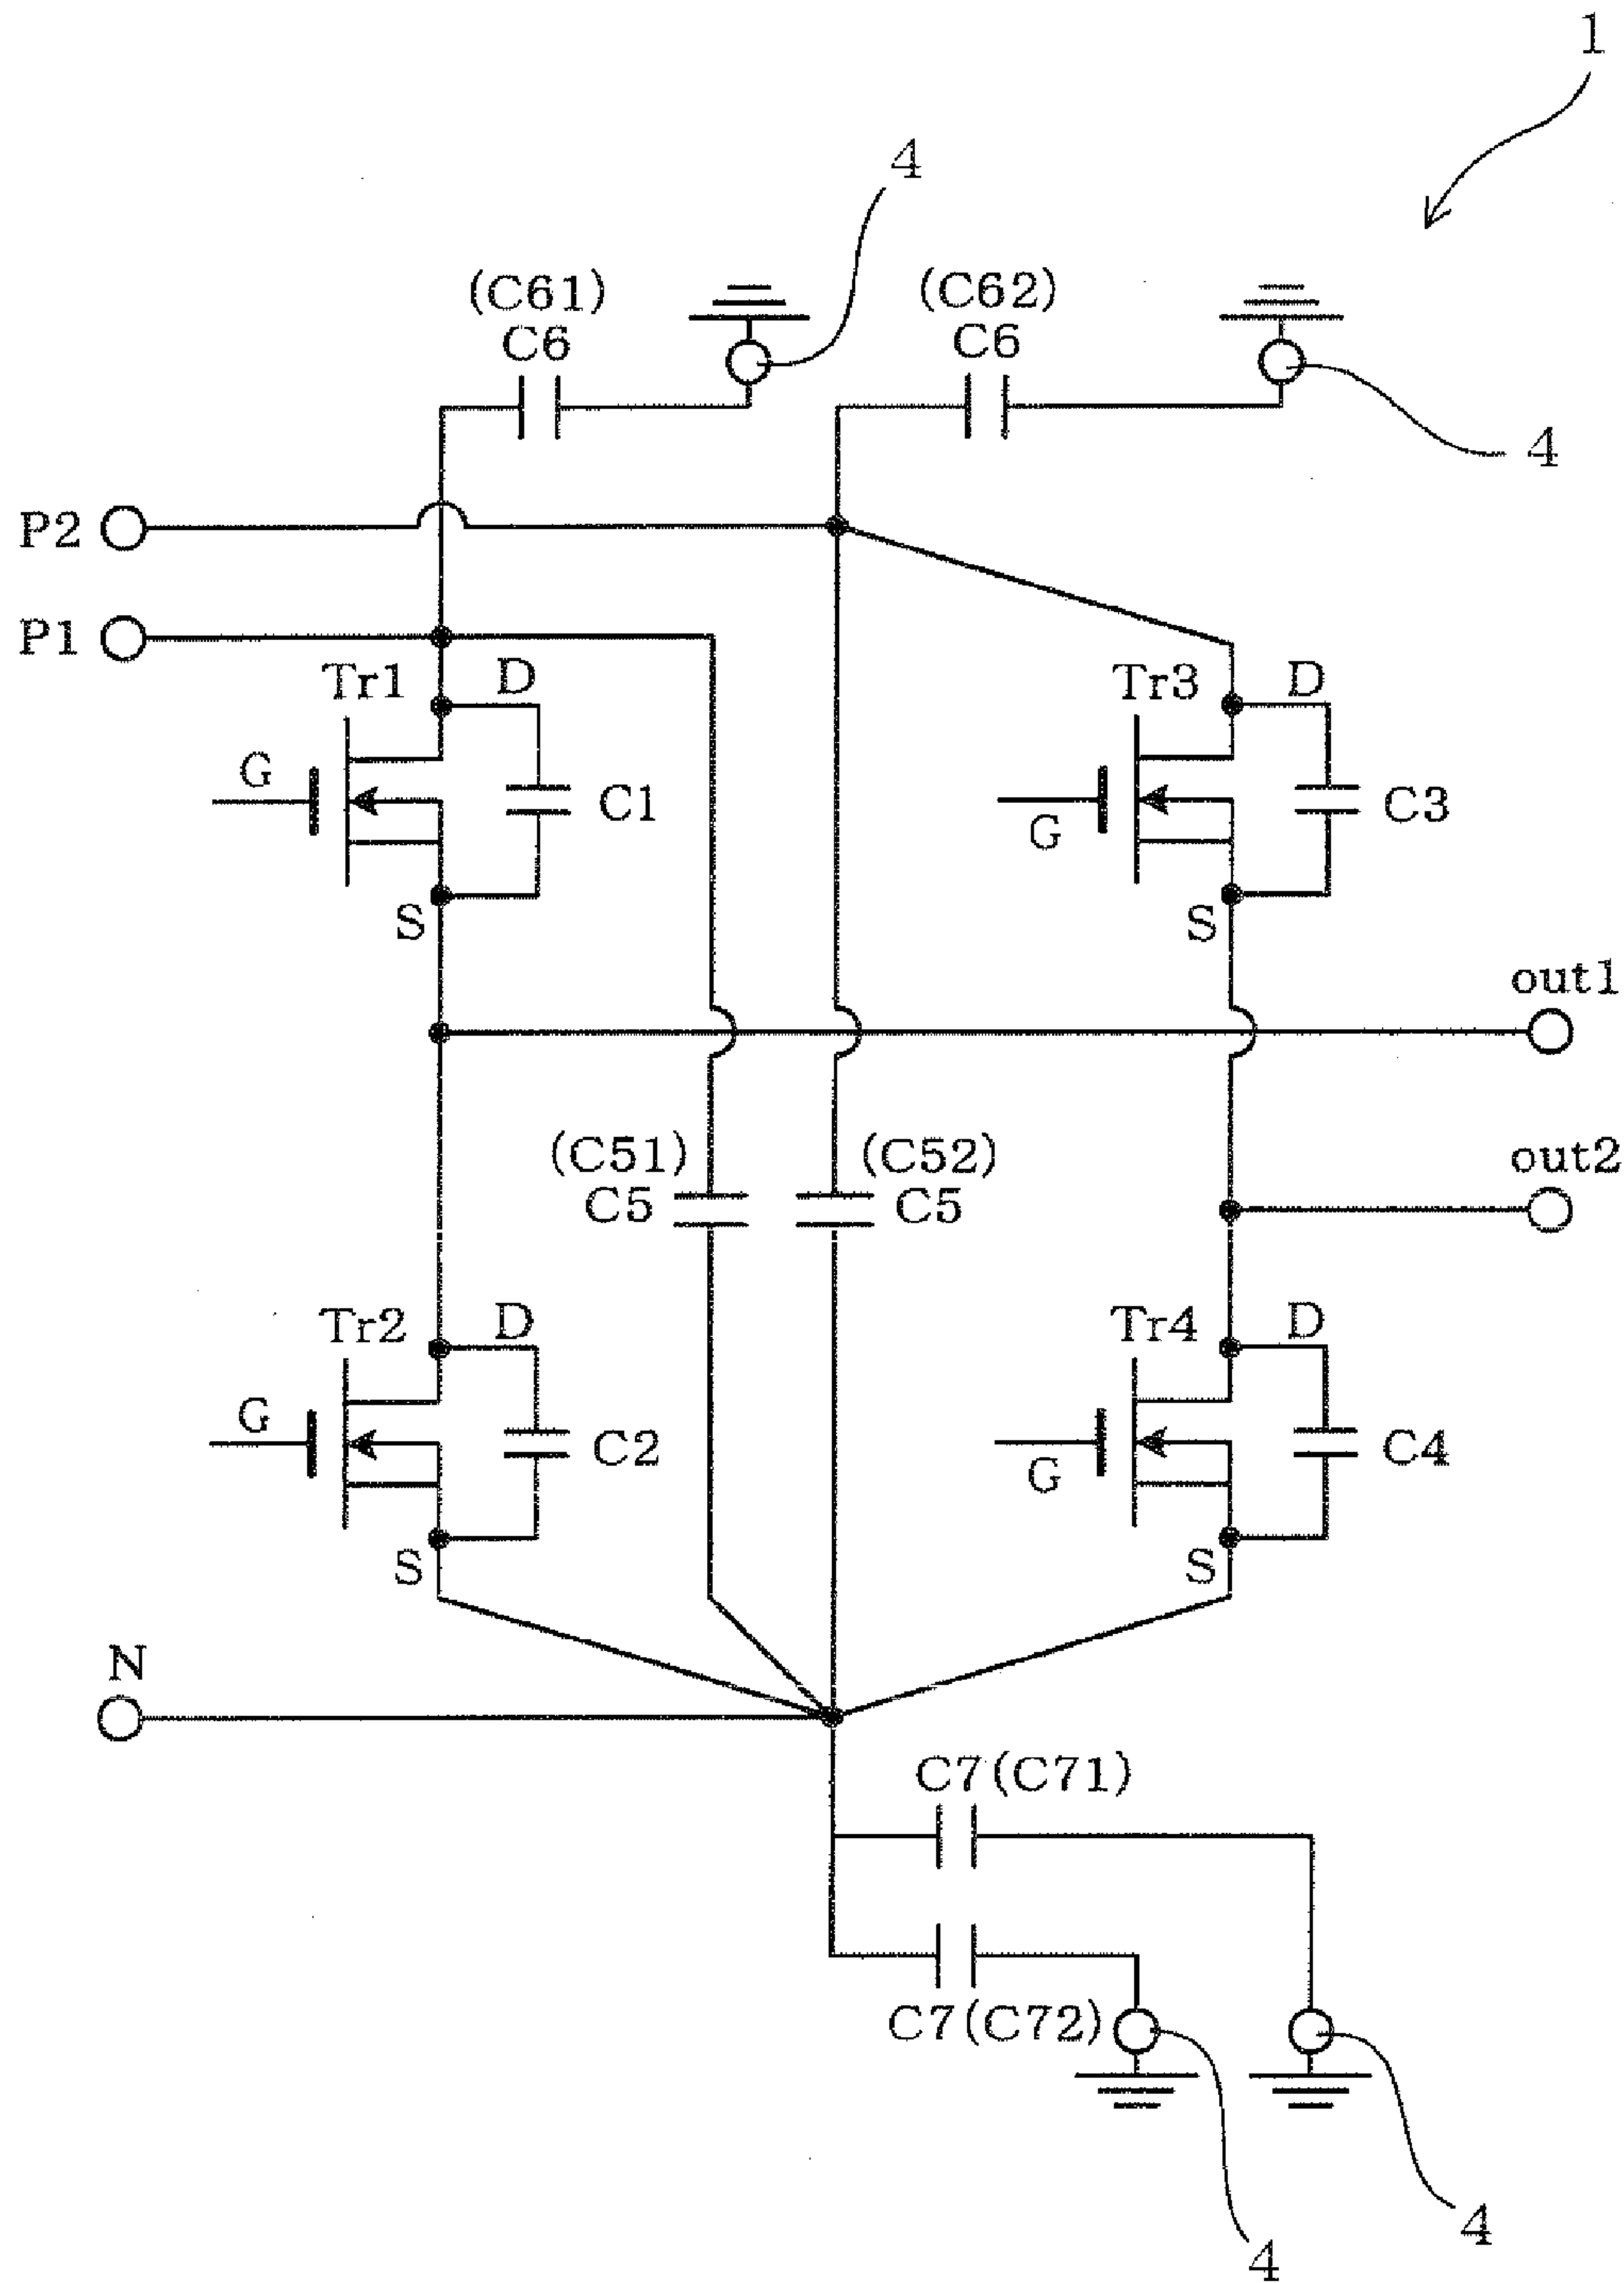 1
4
(C61)
C6
(C62)
C6
4
P2
P1
Tr1
D
G
C1
S
Tr3
D
G
C3
S
out1
(C51)
C5
(C52)
C5
out2
Tr2
D
G
C2
S
Tr4
D
G
C4
S
N
C7(C71)
C7(C72)
4
4